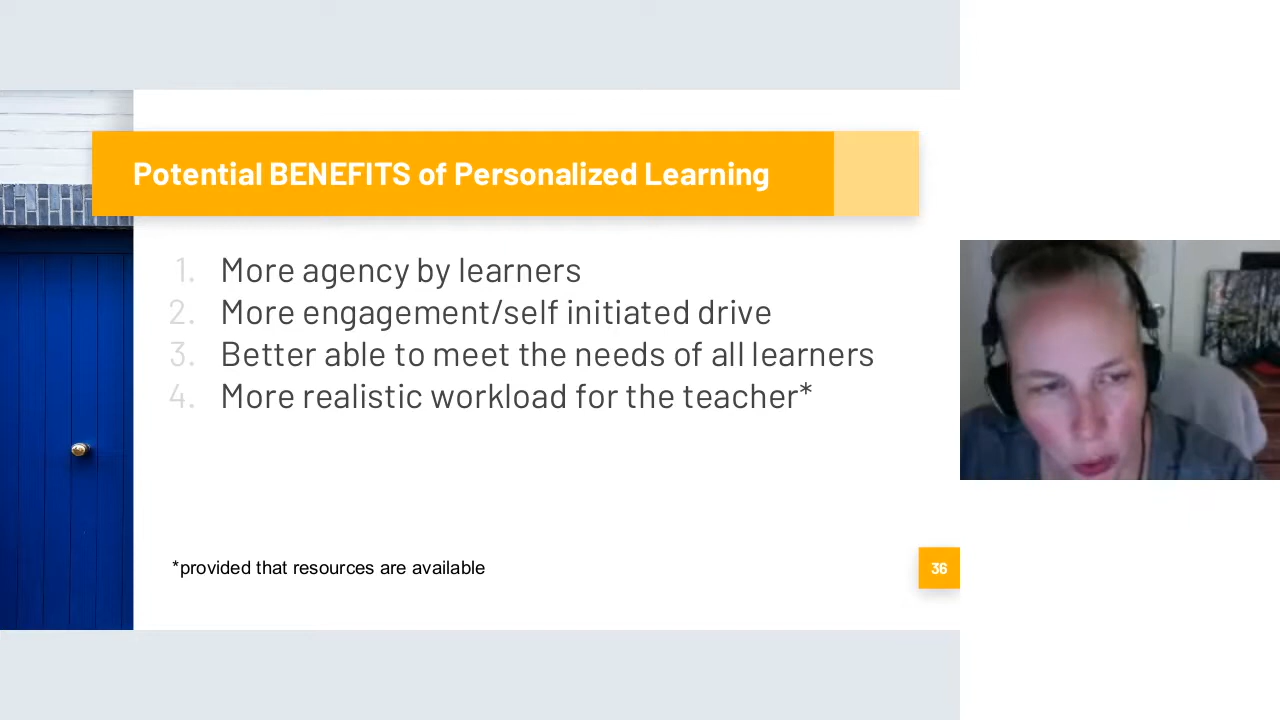 Potential BENEFITS of Personalized Learning
1. More agency by learners
2. More engagement/self initiated drive
3. Better able to meet the needs of all learners
4. More realistic workload for the teacher*
*provided that resources are available
36